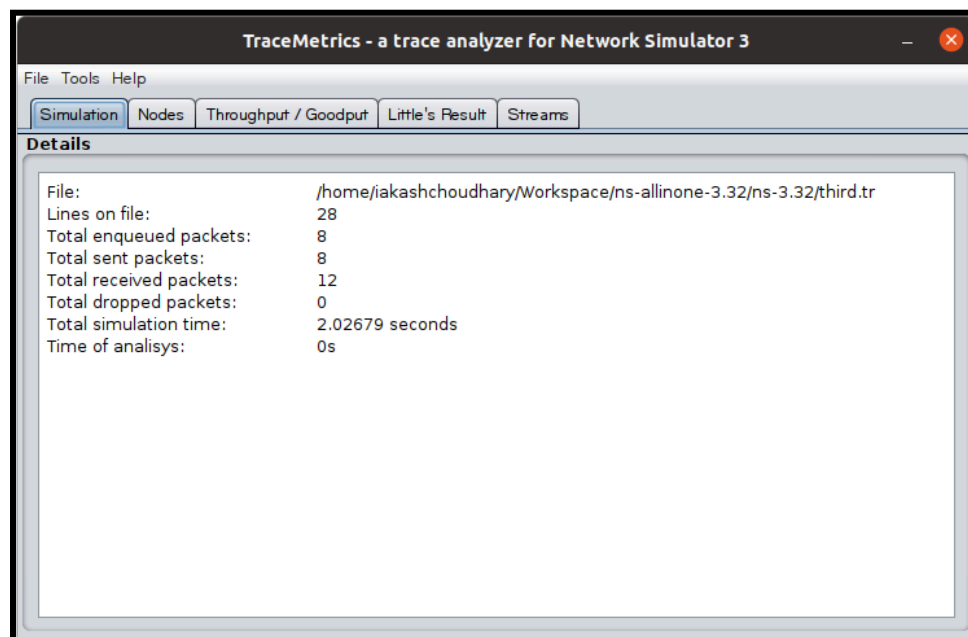 TraceMetrics - a trace analyzer for Network Simulator 3
File Tools Help
Simulation Nodes Throughput / Goodput Little's Result Streams
Details
File: /home/iakashchoudhary/Workspace/ns-allinone-3.32/ns-3.32/third.tr
Lines on file: 28
Total enqueued packets: 8
Total sent packets: 8
Total received packets: 12
Total dropped packets: 0
Total simulation time: 2.02679 seconds
Time of analisys: 0s